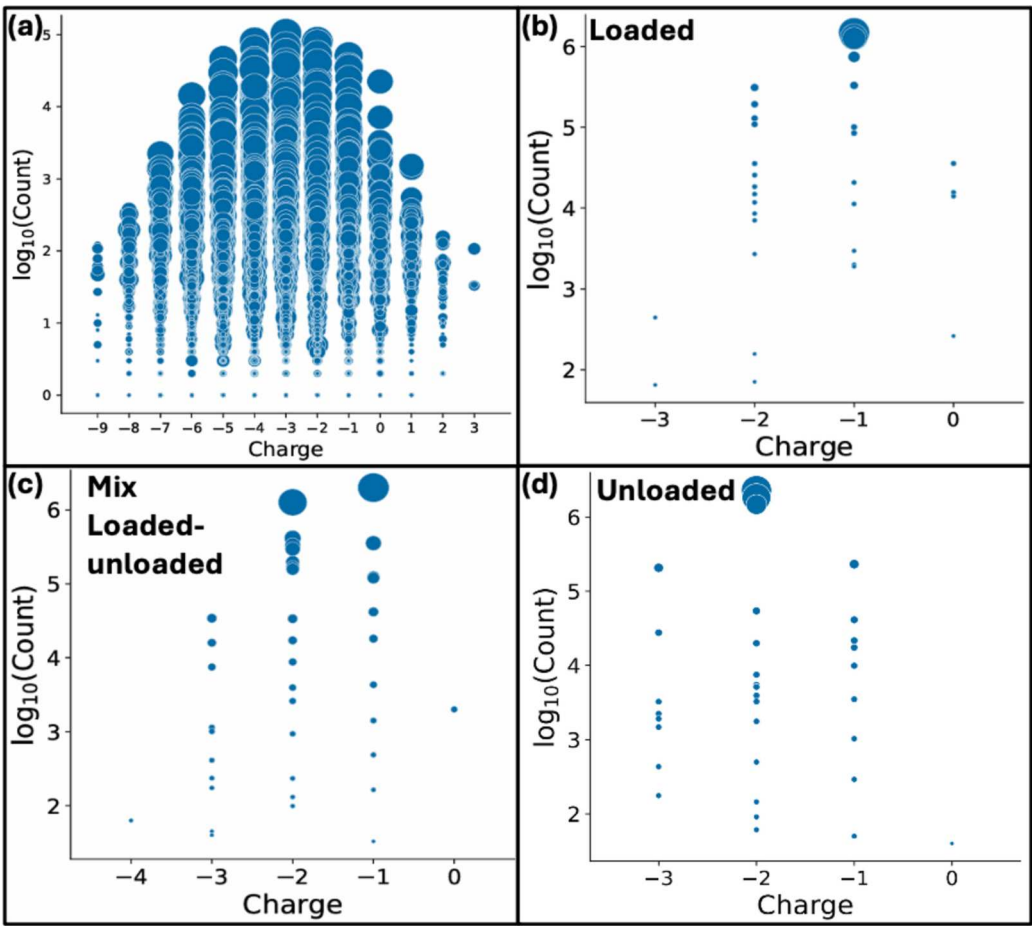 (a)
5
4
3
2
1
0
log₁₀(Count)
−9 −8 −7 −6 −5 −4 −3 −2 −1 0 1 2 3
Charge
(b) Loaded
6
5
4
3
2
log₁₀(Count)
−3 −2 −1 0
Charge
(c) Mix
Loaded-
unloaded
6
5
4
3
2
log₁₀(Count)
−4 −3 −2 −1 0
Charge
(d) Unloaded
6
5
4
3
2
log₁₀(Count)
−3 −2 −1 0
Charge